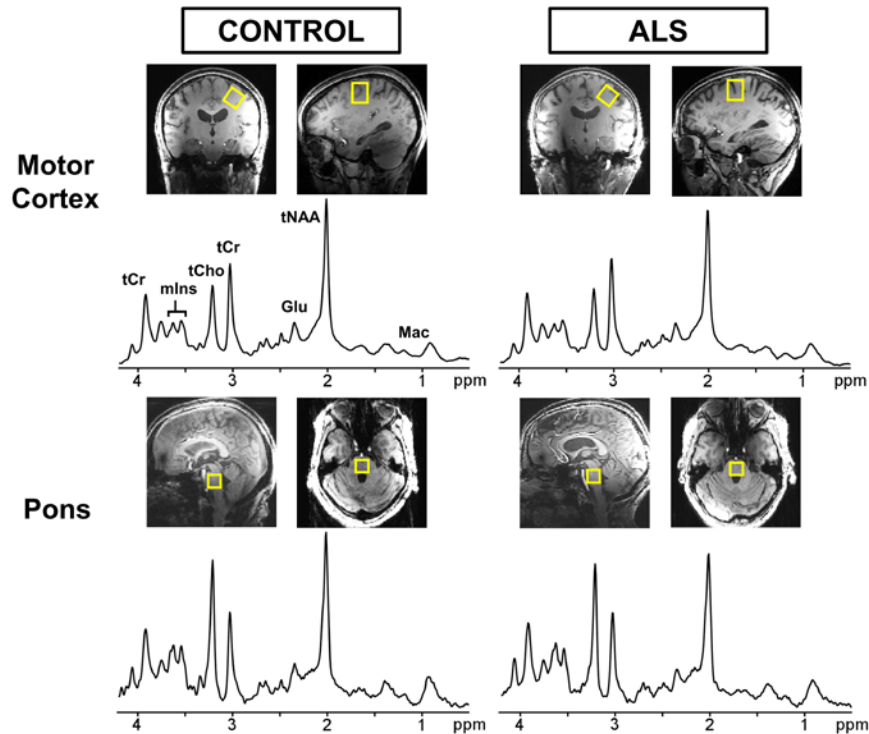 CONTROL
ALS
Motor
Cortex
tNAA
tCr
tCho
tCr
mIns
Glu
Mac
4 3 2 1 ppm
4 3 2 1 ppm
Pons
4 3 2 1 ppm
4 3 2 1 ppm